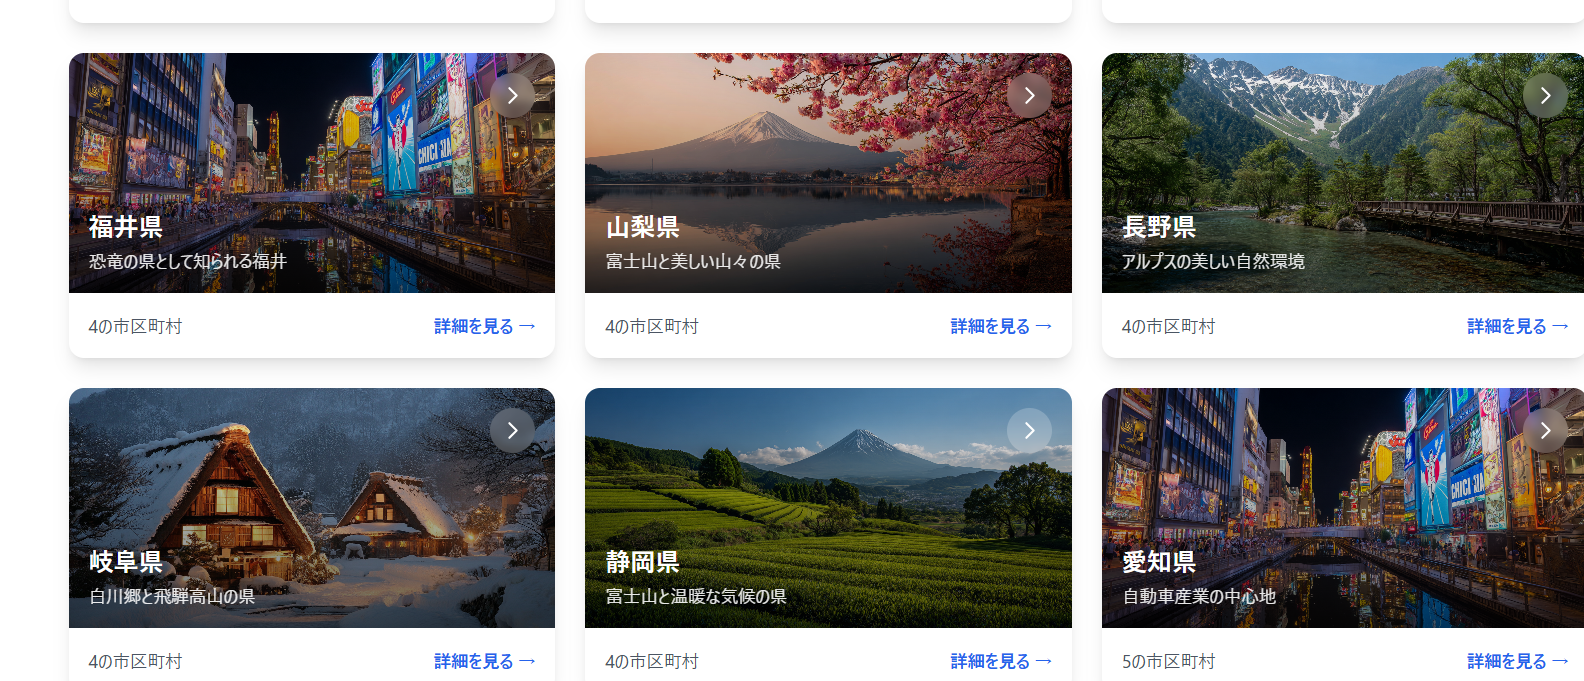 福井県
恐竜の県として知られる福井
4の市区町村
詳細を見る →
山梨県
富士山と美しい山々の県
4の市区町村
詳細を見る →
長野県
アルプスの美しい自然環境
4の市区町村
詳細を見る →
岐阜県
白川郷と飛騨高山の県
4の市区町村
詳細を見る →
静岡県
富士山と温暖な気候の県
4の市区町村
詳細を見る →
愛知県
自動車産業の中心地
5の市区町村
詳細を見る →